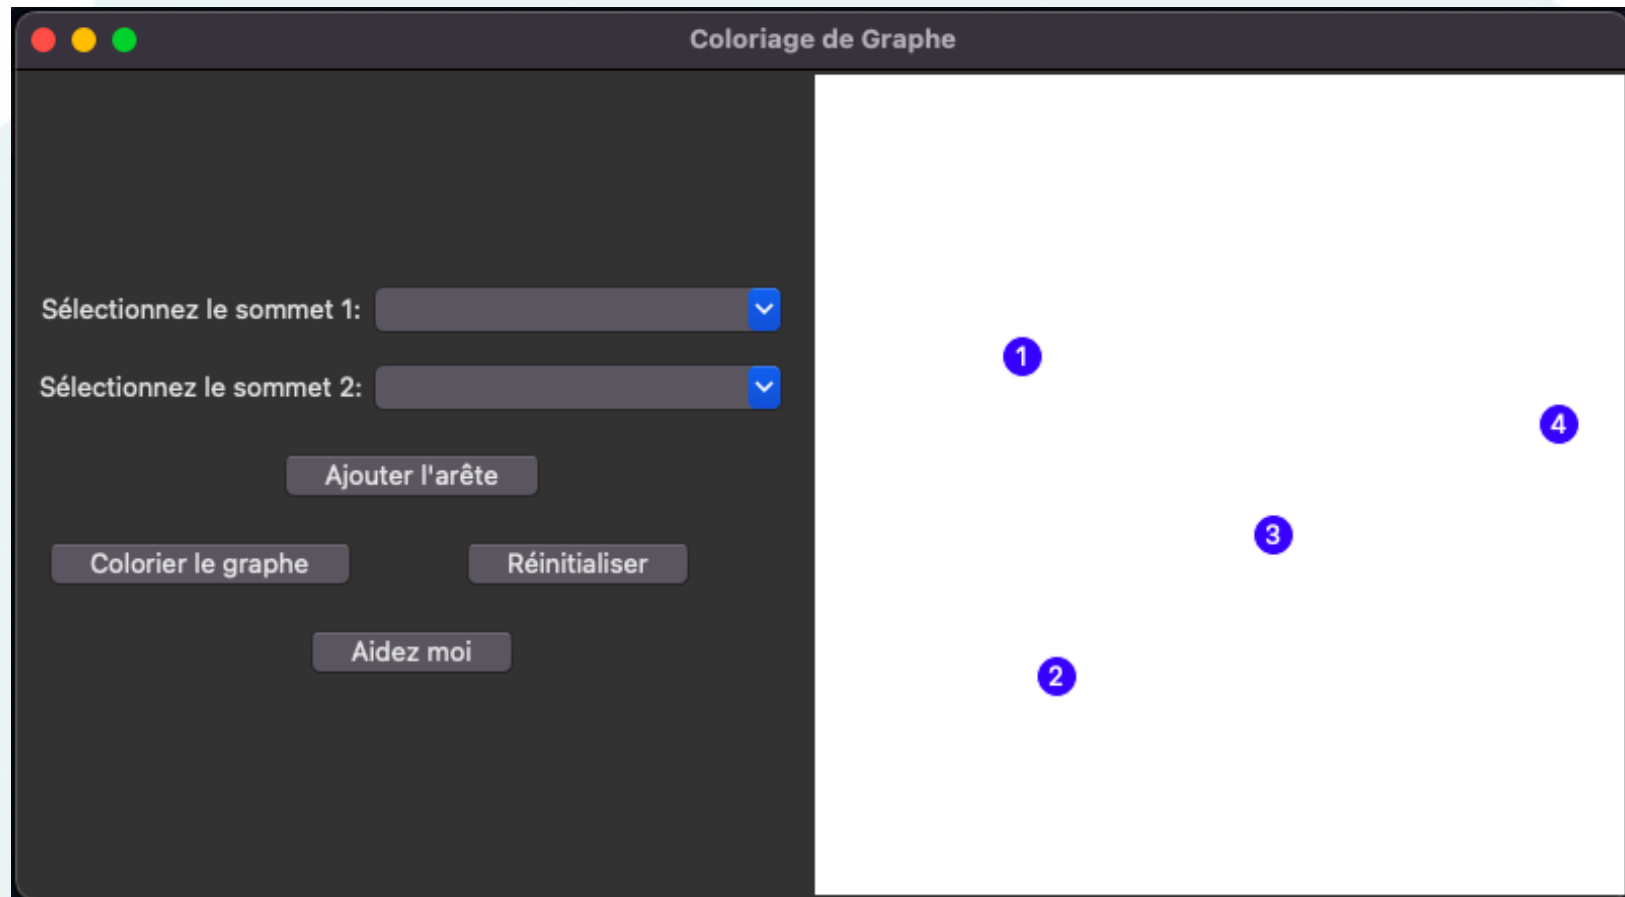 Coloriage de Graphe
Sélectionnez le sommet 1:
Sélectionnez le sommet 2:
Ajouter l'arête
Colorier le graphe
Réinitialiser
Aidez moi
1
4
3
2